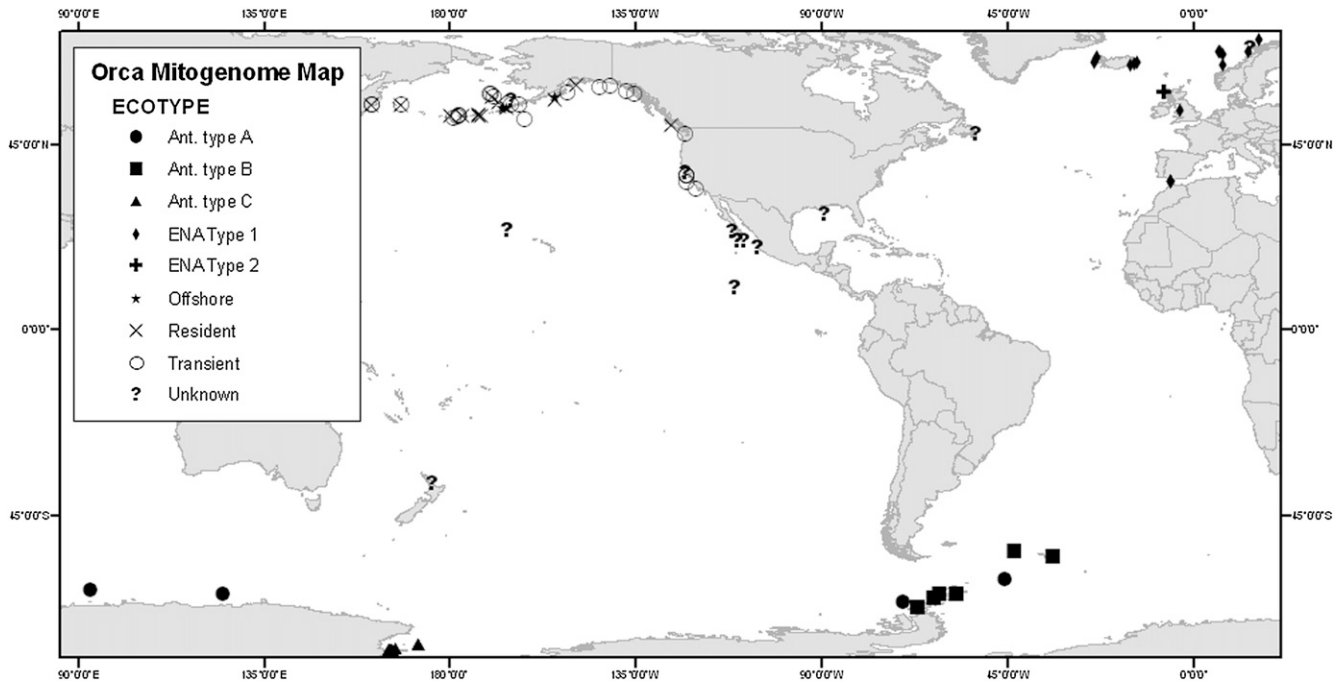 90°0'0"E 135°0'0"E 180°0'0" 135°0'0"W 90°0'0"W 45°0'0"W 0°0'0"
Orca Mitogenome Map
ECOTYPE
Ant. type A
45°0'0"N 45°0'0"N
Ant. type B
Ant. type C
ENA Type 1
ENA Type 2
Offshore
0°0'0" 0°0'0"
Resident
Transient
? Unknown
45°0'0"S 45°0'0"S
90°0'0"E 135°0'0"E 180°0'0" 135°0'0"W 90°0'0"W 45°0'0"W 0°0'0"